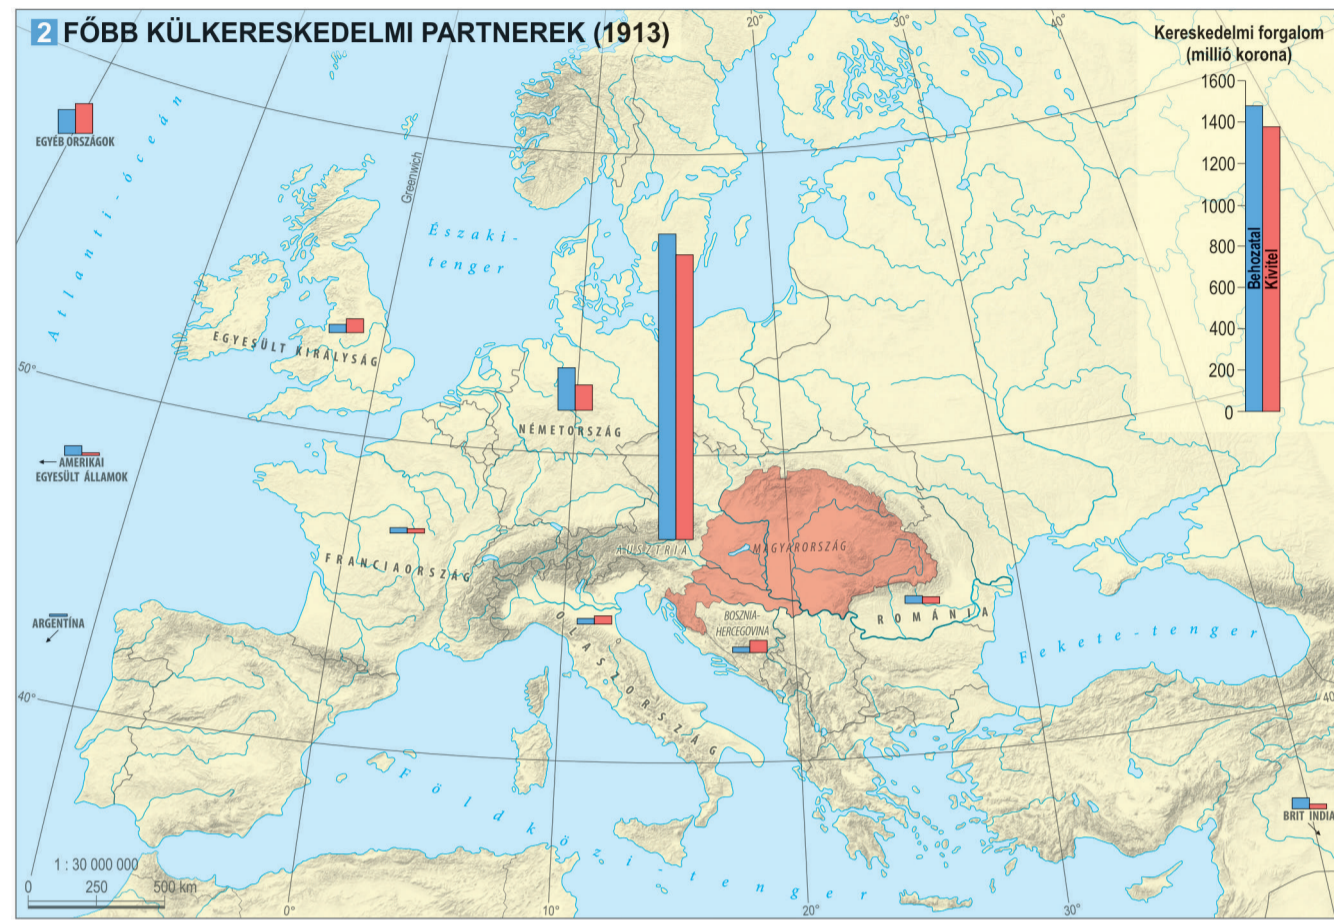 2 FŐBB KÜLKERESKEDELMI PARTNEREK (1913)
20°
30°
40°
Kereskedelmi forgalom
(millió korona)
1600
1400
1200
1000
800
600
400
200
0
Behozatal
Kivitel
EGYÉB ORSZÁGOK
Atlanti-óceán
Greenwich
Északi-
tenger
EGYESÜLT KIRÁLYSÁG
50°
NÉMETORSZÁG
AMERIKAI
EGYESÜLT ÁLLAMOK
FRANCIAORSZÁG
AUSZTRIA
MAGYARORSZÁG
ARGENTÍNA
OLASZORSZÁG
BOSZNIA-
HERCEGOVINA
ROMÁNIA
Fekete-tenger
40°
40
Földközi-tenger
BRIT INDIA
1 : 30 000 000
0 250 500 km
0°
10°
20°
30°